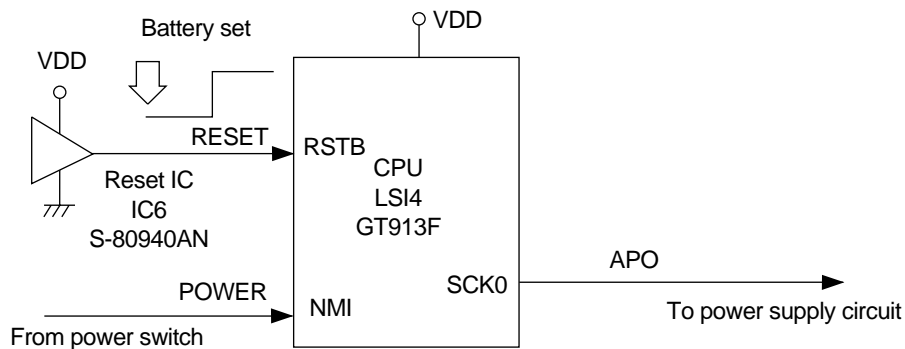 Battery set
VDD
VDD
RESET
RSTB
Reset IC
IC6
S-80940AN
CPU
LSI4
GT913F
POWER
NMI
SCK0
APO
From power switch
To power supply circuit